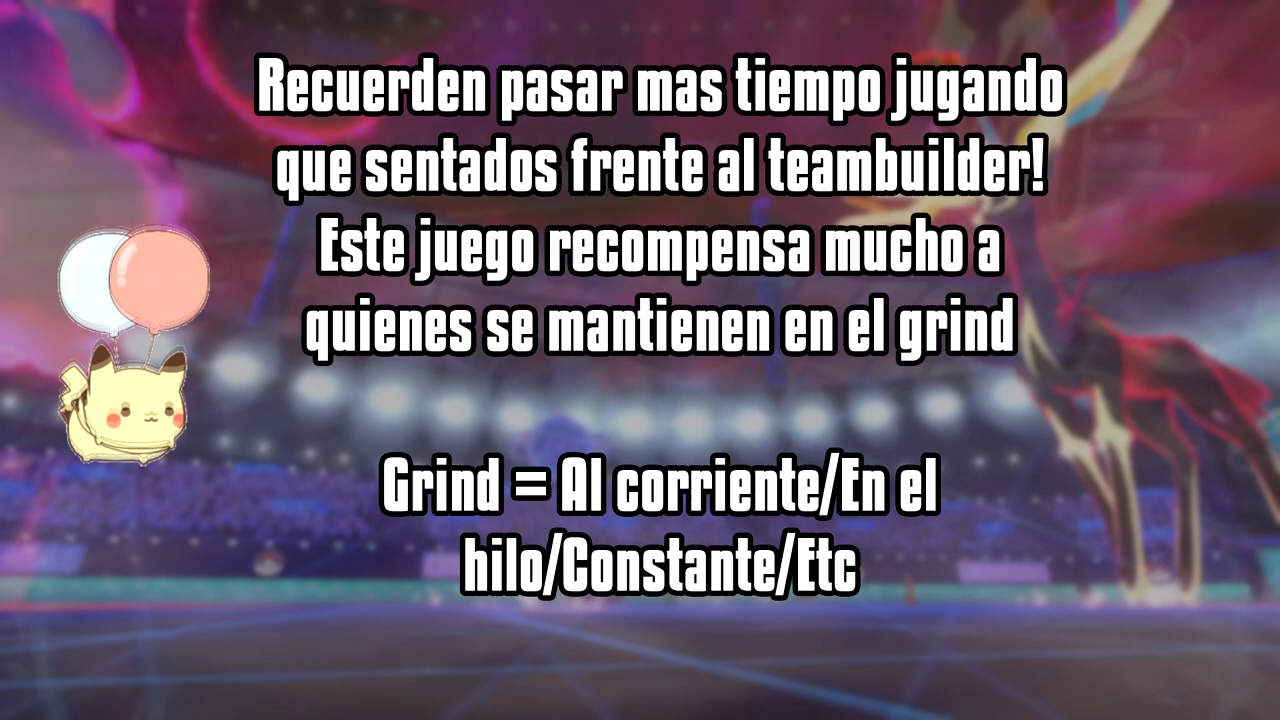 Recuerden pasar mas tiempo jugando
que sentados frente al teambuilder!
Este juego recompensa mucho a
quienes se mantienen en el grind
Grind = Al corriente/En el
hilo/Constante/Etc